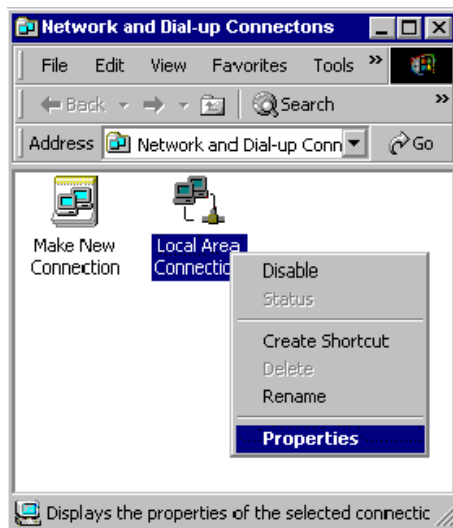 Network and Dial-up Connectons
File Edit View Favorites Tools »
Back Search »
Address Network and Dial-up Conn Go
Make New
Connection
Local Area
Connectic
Disable
Status
Create Shortcut
Delete
Rename
Properties
Displays the properties of the selected connectic